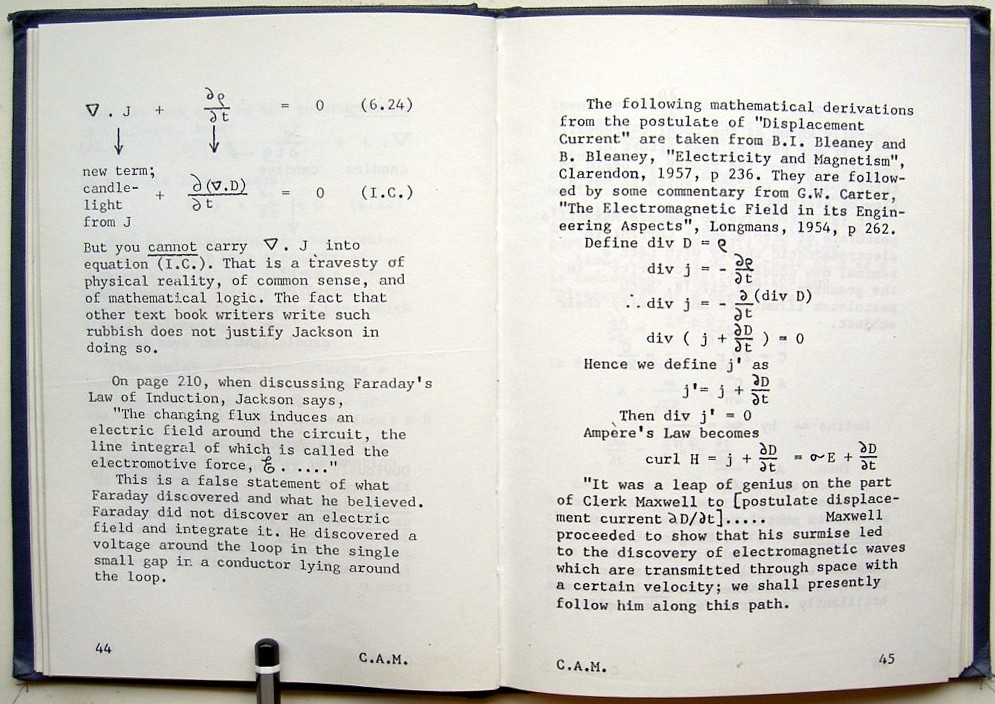 ∇ . J + ∂ρ/∂t = 0 (6.24)
↓ ↓
new term;
candle-
light + ∂(∇.D)/∂t = 0 (I.C.)
from J
But you cannot carry ∇ . J into
equation (I.C.). That is a travesty of
physical reality, of common sense, and
of mathematical logic. The fact that
other text book writers write such
rubbish does not justify Jackson in
doing so.
On page 210, when discussing Faraday's
Law of Induction, Jackson says,
"The changing flux induces an
electric field around the circuit, the
line integral of which is called the
electromotive force, ℰ. ...."
This is a false statement of what
Faraday discovered and what he believed.
Faraday did not discover an electric
field and integrate it. He discovered a
voltage around the loop in the single
small gap in a conductor lying around
the loop.
44
C.A.M.
The following mathematical derivations
from the postulate of "Displacement
Current" are taken from B.I. Bleaney and
B. Bleaney, "Electricity and Magnetism",
Clarendon, 1957, p 236. They are follow-
ed by some commentary from G.W. Carter,
"The Electromagnetic Field in its Engin-
eering Aspects", Longmans, 1954, p 262.
Define div D = ρ
div j = - ∂ρ/∂t
∴ div j = - ∂(div D)/∂t
div ( j + ∂D/∂t ) = 0
Hence we define j' as
j'= j + ∂D/∂t
Then div j' = 0
Ampère's Law becomes
curl H = j + ∂D/∂t = σE + ∂D/∂t
"It was a leap of genius on the part
of Clerk Maxwell to [postulate displace-
ment current ∂D/∂t]..... Maxwell
proceeded to show that his surmise led
to the discovery of electromagnetic waves
which are transmitted through space with
a certain velocity; we shall presently
follow him along this path.
C.A.M.
45